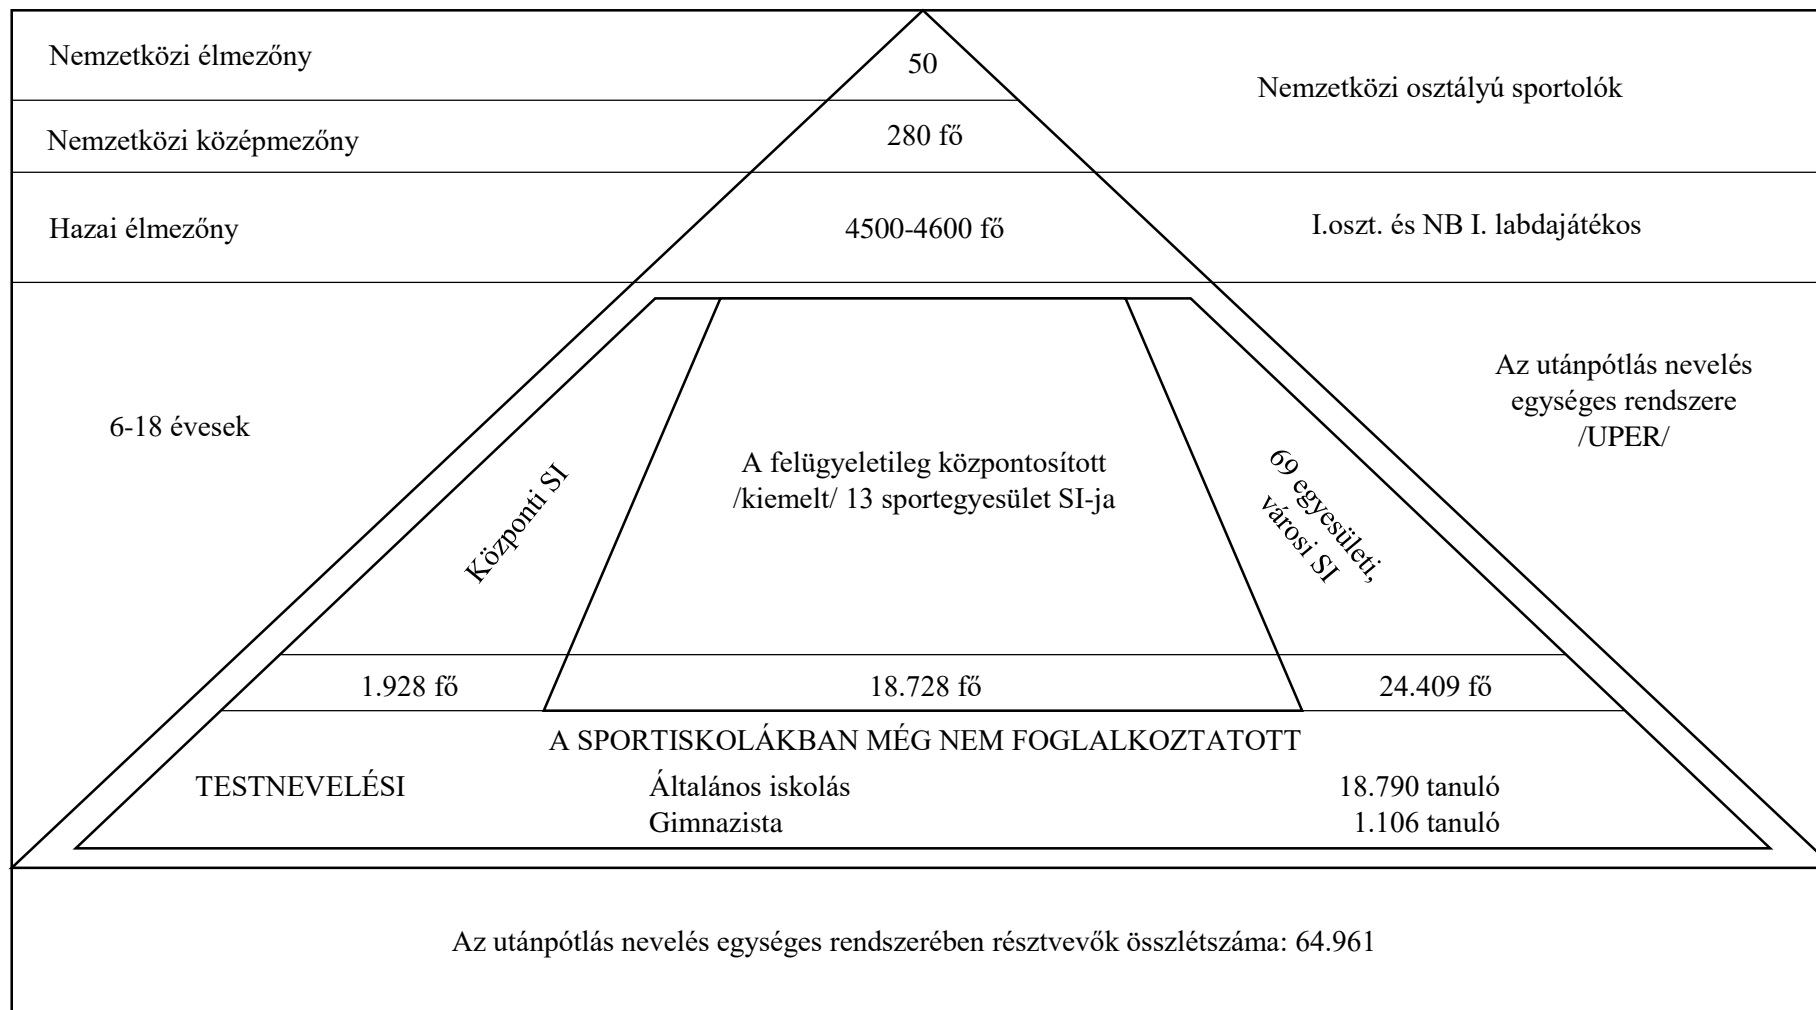 Nemzetközi élmezőny
50
Nemzetközi osztályú sportolók
Nemzetközi középmezőny
280 fő
Hazai élmezőny
4500-4600 fő
I.oszt. és NB I. labdajátékos
6-18 évesek
Központi SI
A felügyeletileg központosított
/kiemelt/ 13 sportegyesület SI-ja
69 egyesületi,
városi SI
Az utánpótlás nevelés
egységes rendszere
/UPER/
1.928 fő
18.728 fő
24.409 fő
A SPORTISKOLÁKBAN MÉG NEM FOGLALKOZTATOTT
TESTNEVELÉSI
Általános iskolás
18.790 tanuló
Gimnazista
1.106 tanuló
Az utánpótlás nevelés egységes rendszerében résztvevők összlétszáma: 64.961